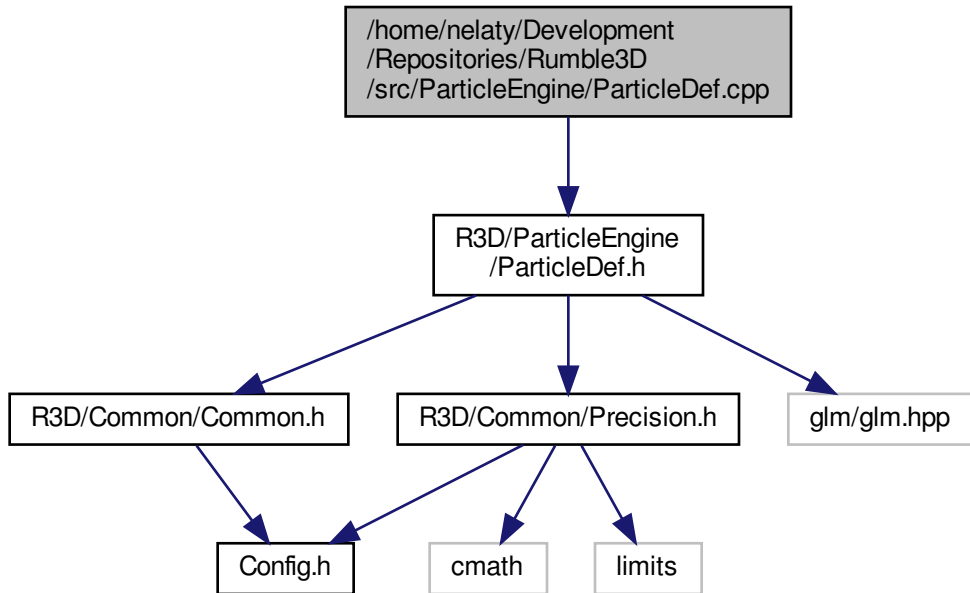 /home/nelaty/Development
/Repositories/Rumble3D
/src/ParticleEngine/ParticleDef.cpp
R3D/ParticleEngine
/ParticleDef.h
R3D/Common/Common.h
R3D/Common/Precision.h
glm/glm.hpp
Config.h
cmath
limits